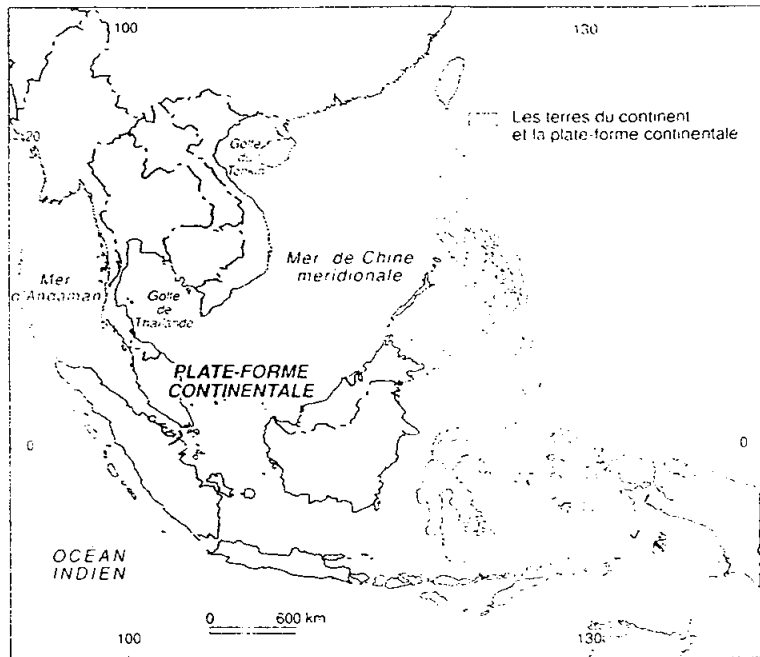 100
130
Les terres du continent
et la plate-forme continentale
20
Golfe
du
Tonkin
Mer de Chine
meridionale
Mer
d'Andaman
Golfe
de
Thaïlande
PLATE-FORME
CONTINENTALE
0
0
OCÉAN
INDIEN
0 600 km
100
130